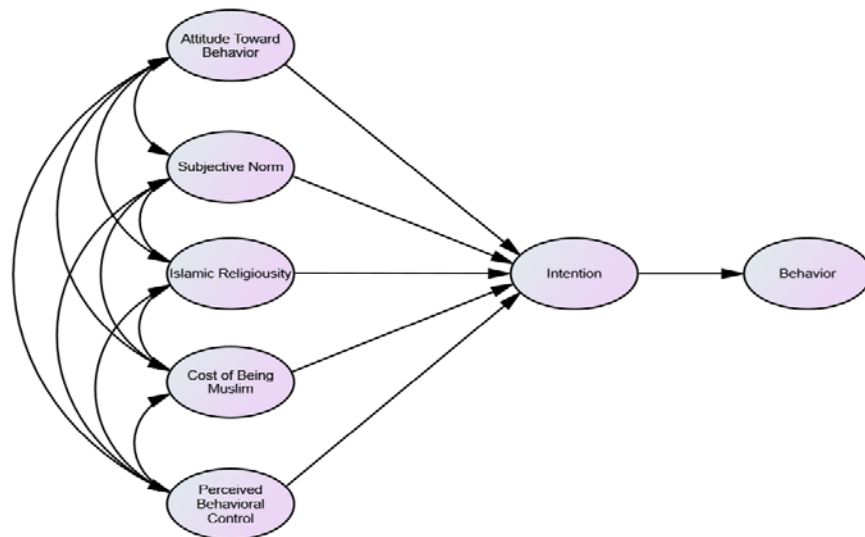 Attitude Toward
Behavior
Subjective Norm
Islamic Religiousity
Intention
Behavior
Cost of Being
Muslim
Perceived
Behavioral
Control